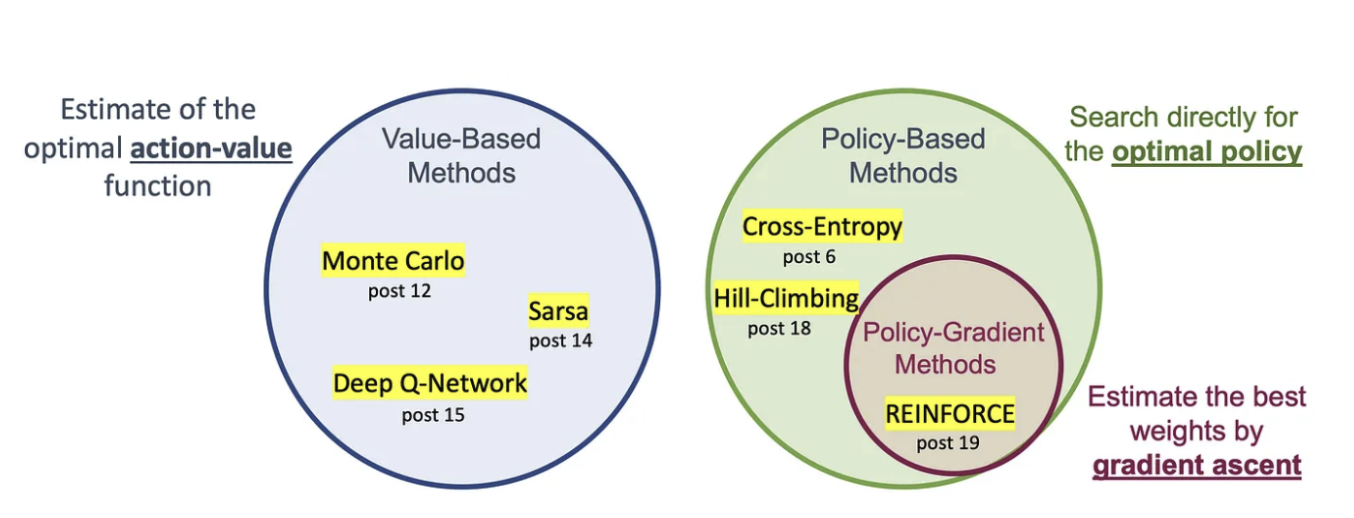 Estimate of the
optimal action-value
function
Value-Based
Methods
Monte Carlo
post 12
Sarsa
post 14
Deep Q-Network
post 15
Policy-Based
Methods
Cross-Entropy
post 6
Hill-Climbing
post 18
Policy-Gradient
Methods
REINFORCE
post 19
Search directly for
the optimal policy
Estimate the best
weights by
gradient ascent